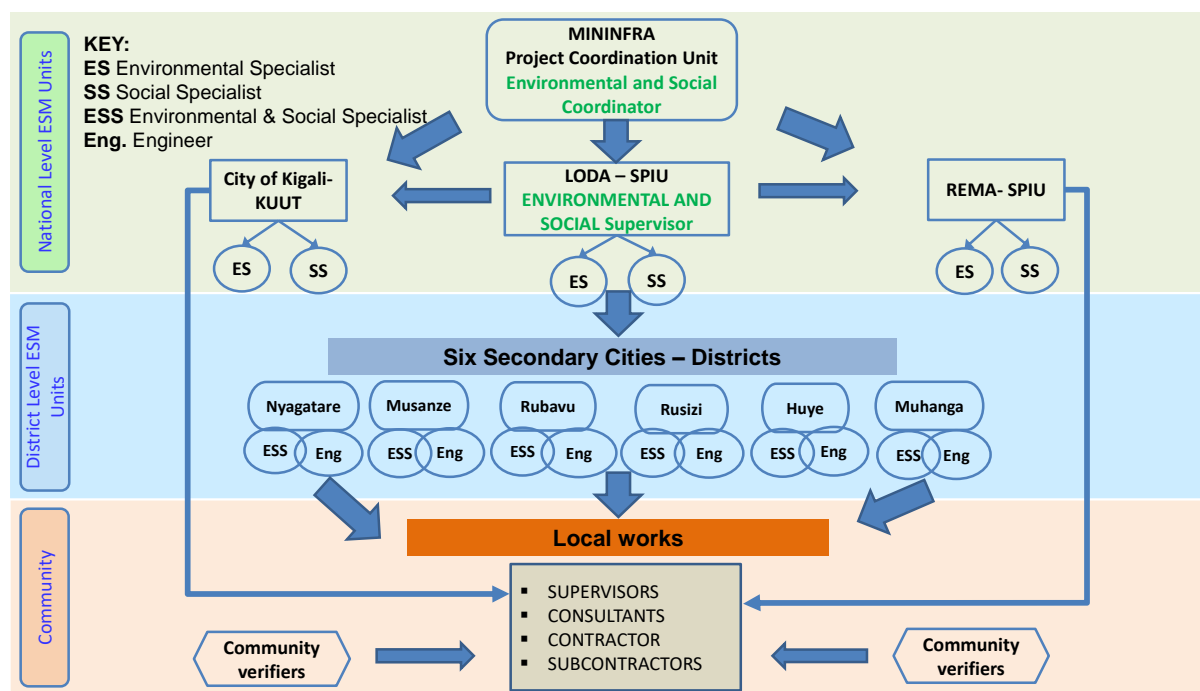 National Level ESM Units
KEY:
ES Environmental Specialist
SS Social Specialist
ESS Environmental & Social Specialist
Eng. Engineer
MININFRA
Project Coordination Unit
Environmental and Social
Coordinator
City of Kigali-
KUUT
LODA – SPIU
ENVIRONMENTAL AND
SOCIAL Supervisor
REMA- SPIU
ES
SS
ES
SS
ES
SS
District Level ESM
Units
Six Secondary Cities – Districts
Nyagatare
Musanze
Rubavu
Rusizi
Huye
Muhanga
ESS
Eng
ESS
Eng
ESS
Eng
ESS
Eng
ESS
Eng
ESS
Eng
Community
Local works
▪ SUPERVISORS
▪ CONSULTANTS
▪ CONTRACTOR
▪ SUBCONTRACTORS
Community
verifiers
Community
verifiers